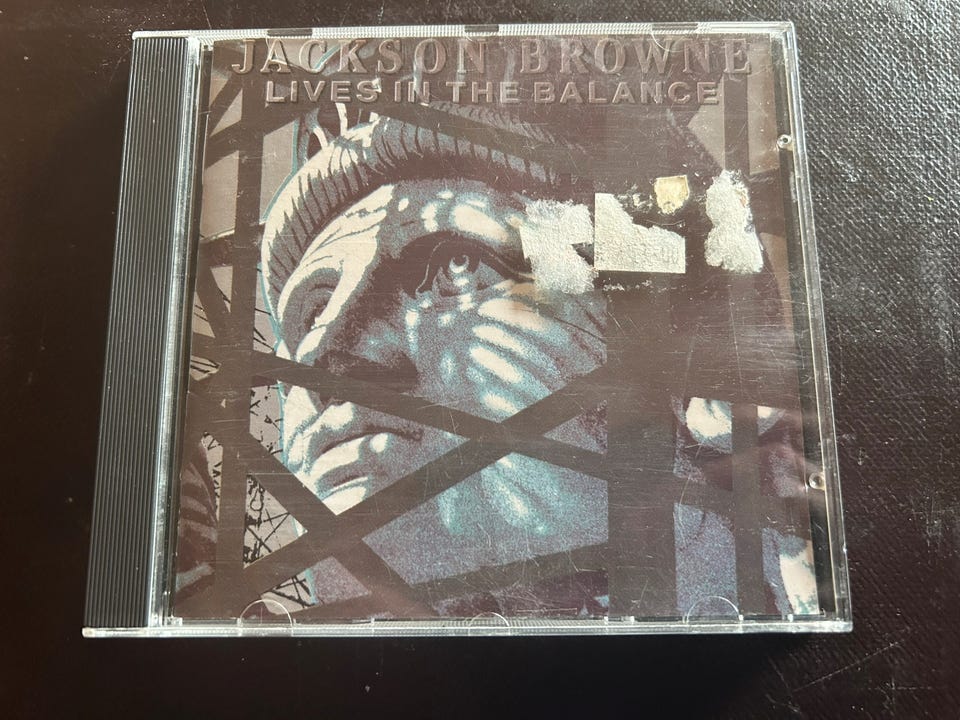 JACKSON BROWNE
LIVES IN THE BALANCE